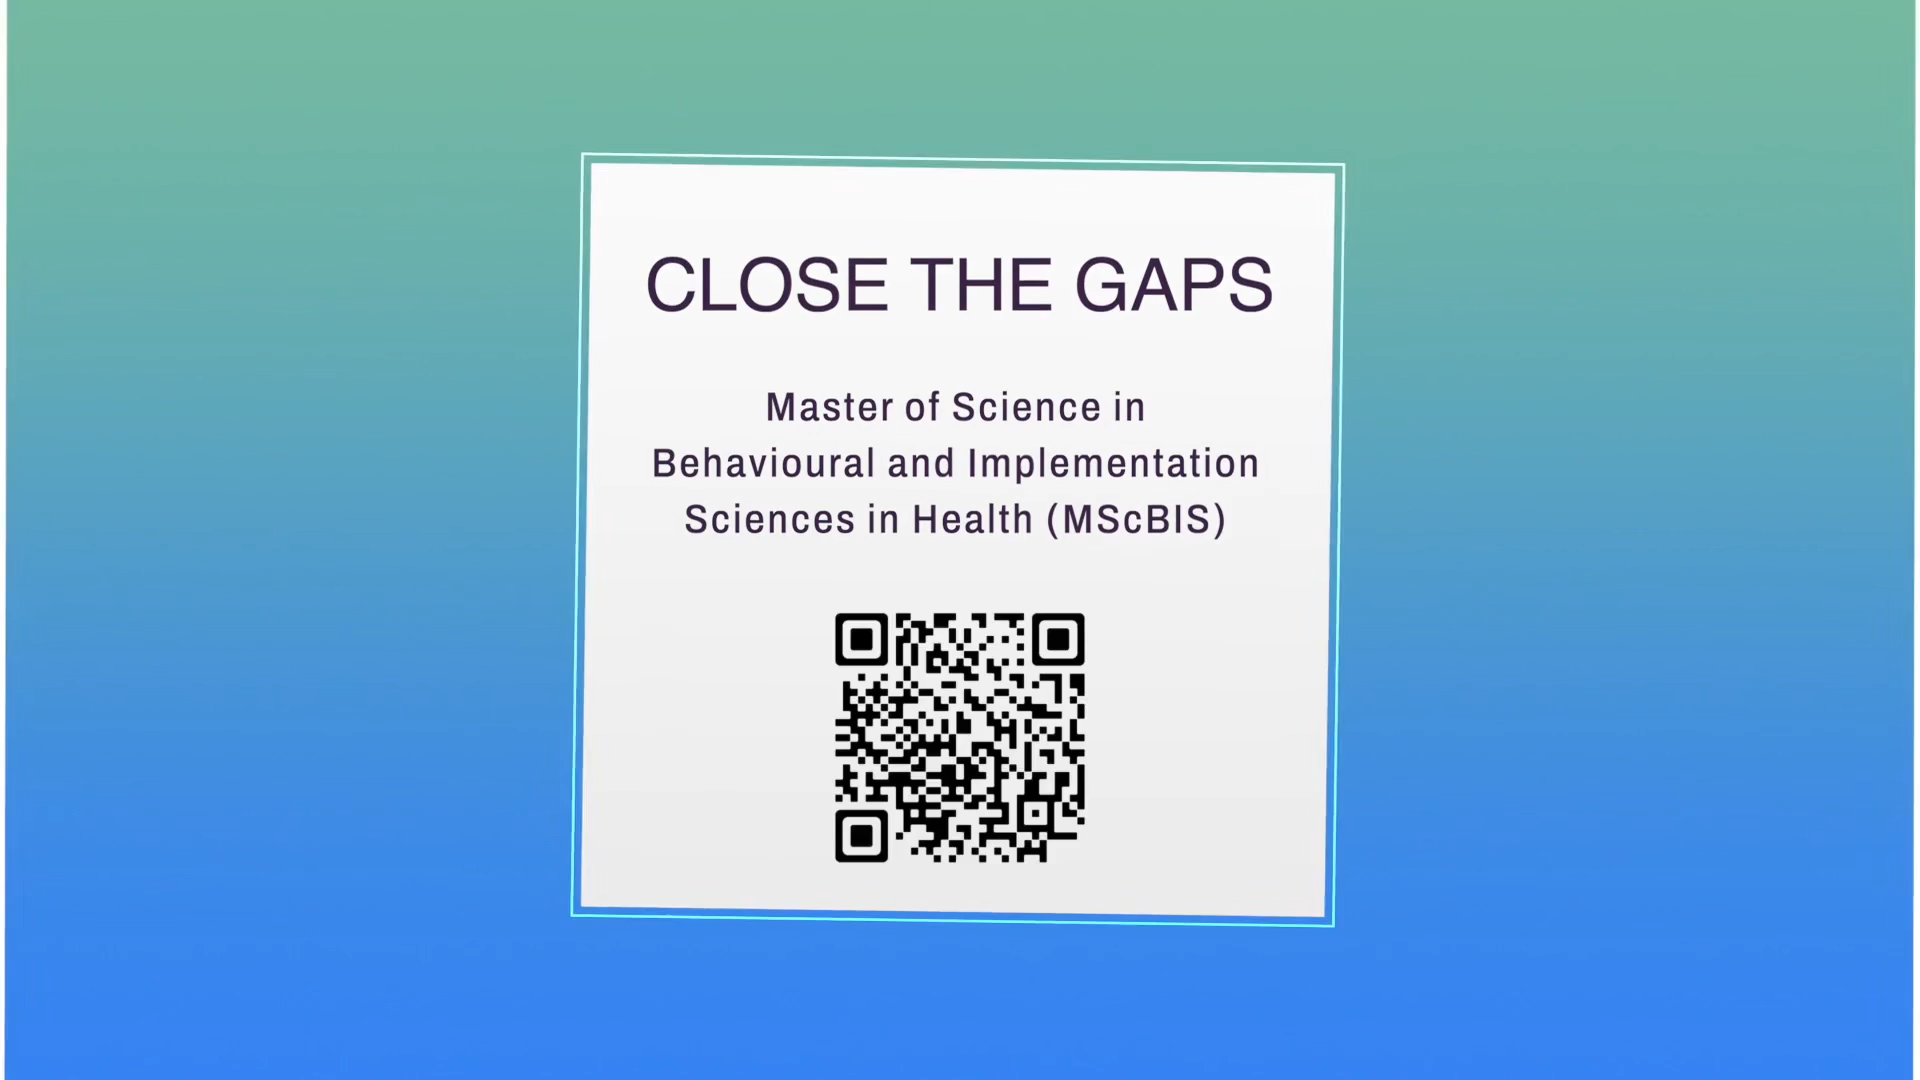 CLOSE THE GAPS
Master of Science in
Behavioural and Implementation
Sciences in Health (MScBIS)